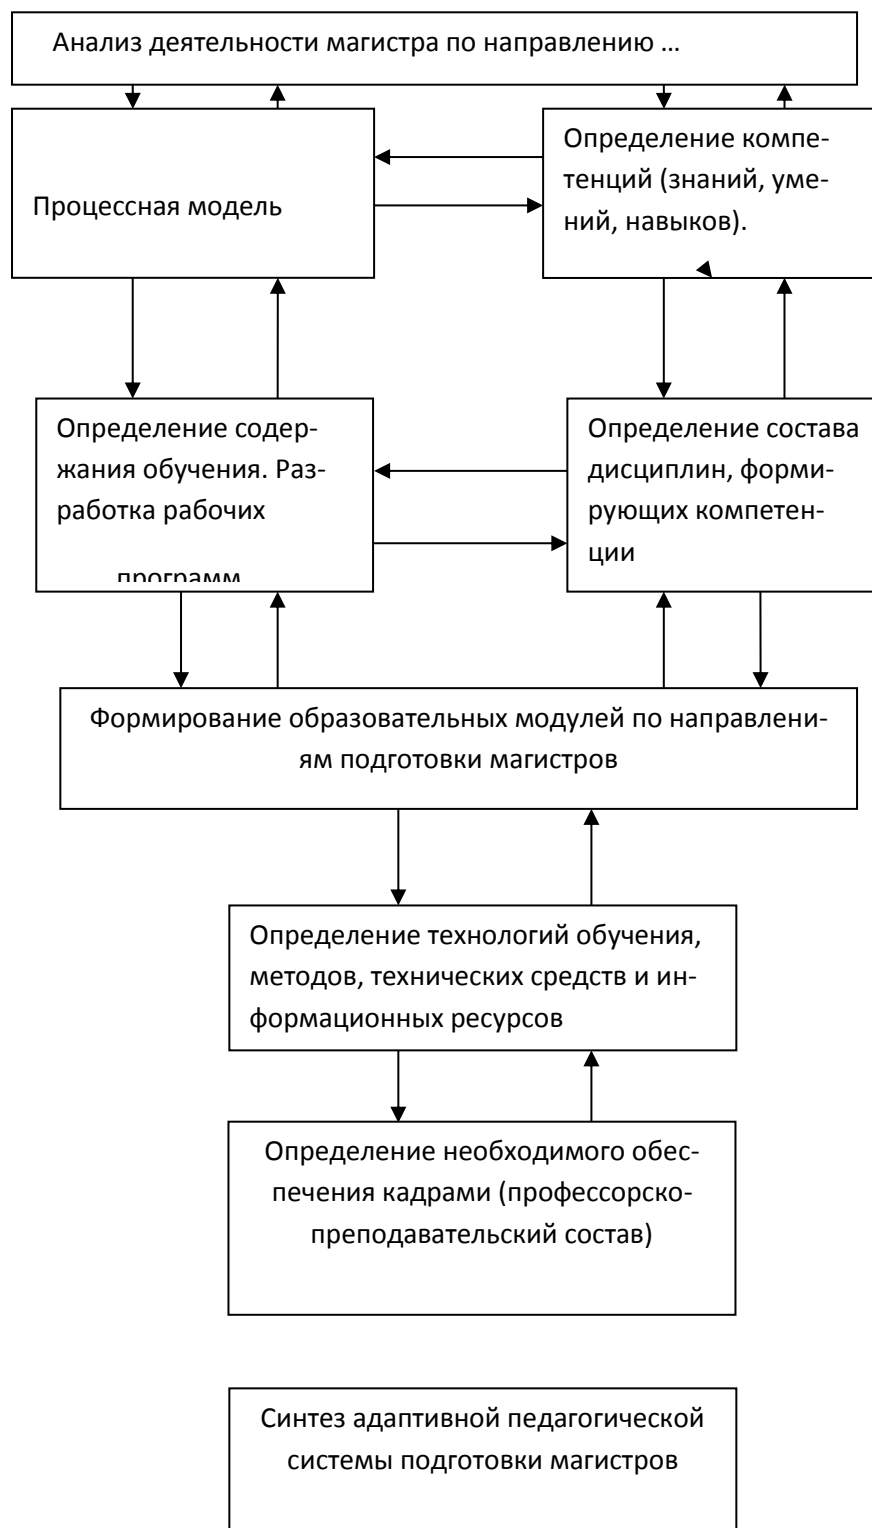 Анализ деятельности магистра по направлению ...
Процессная модель
Определение компе-
тенций (знаний, уме-
ний, навыков).
Определение содер-
жания обучения. Раз-
работка рабочих
программ
Определение состава
дисциплин, форми-
рующих компетен-
ции
Формирование образовательных модулей по направлени-
ям подготовки магистров
Определение технологий обучения,
методов, технических средств и ин-
формационных ресурсов
Определение необходимого обес-
печения кадрами (профессорско-
преподавательский состав)
Синтез адаптивной педагогической
системы подготовки магистров